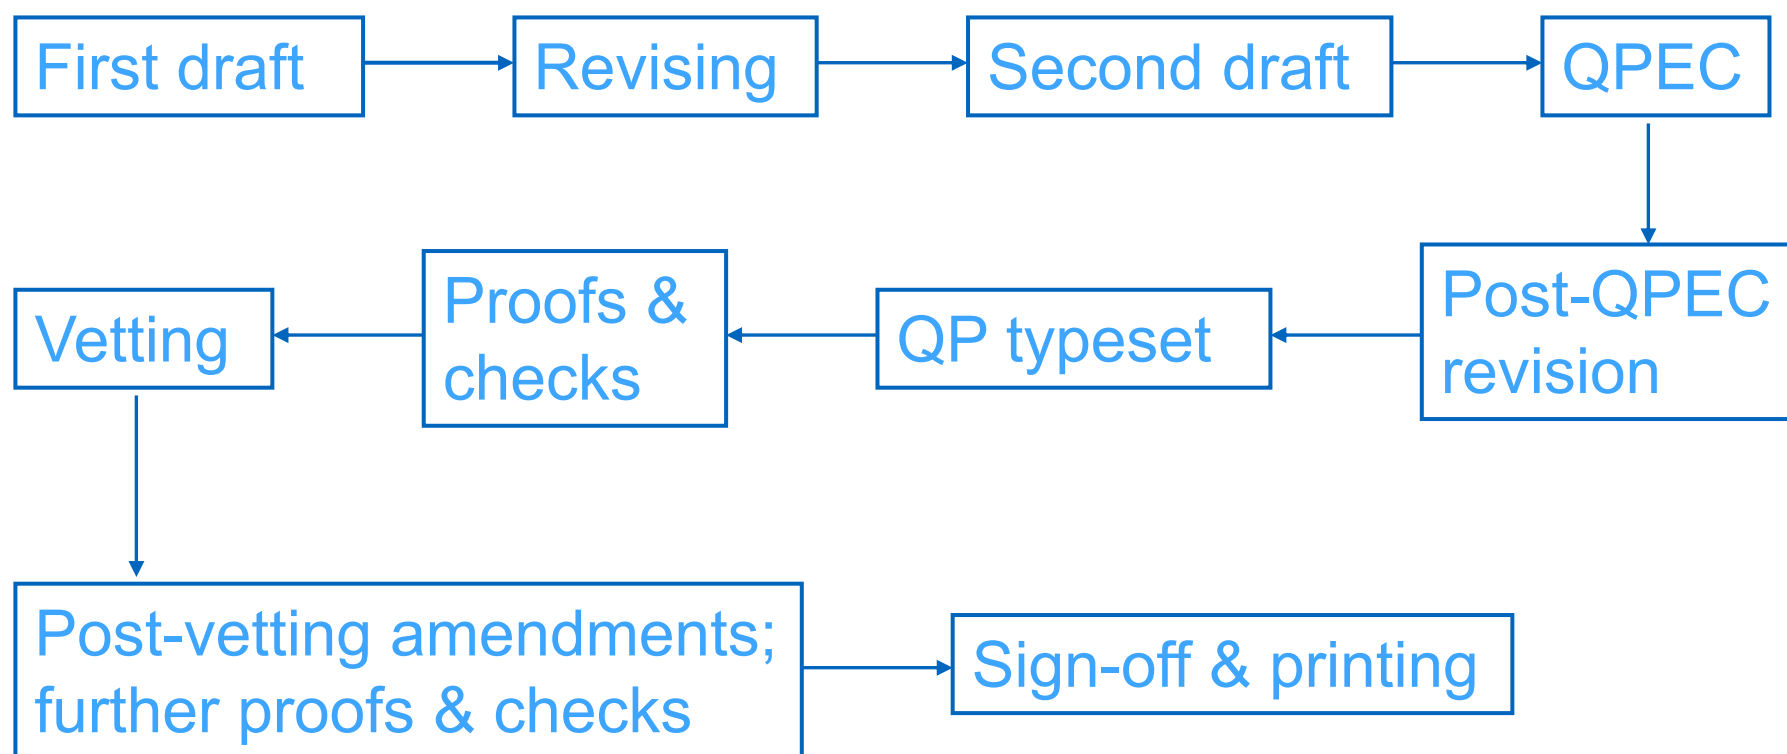 First draft
Revising
Second draft
QPEC
Post-QPEC
revision
QP typeset
Proofs &
checks
Vetting
Post-vetting amendments;
further proofs & checks
Sign-off & printing